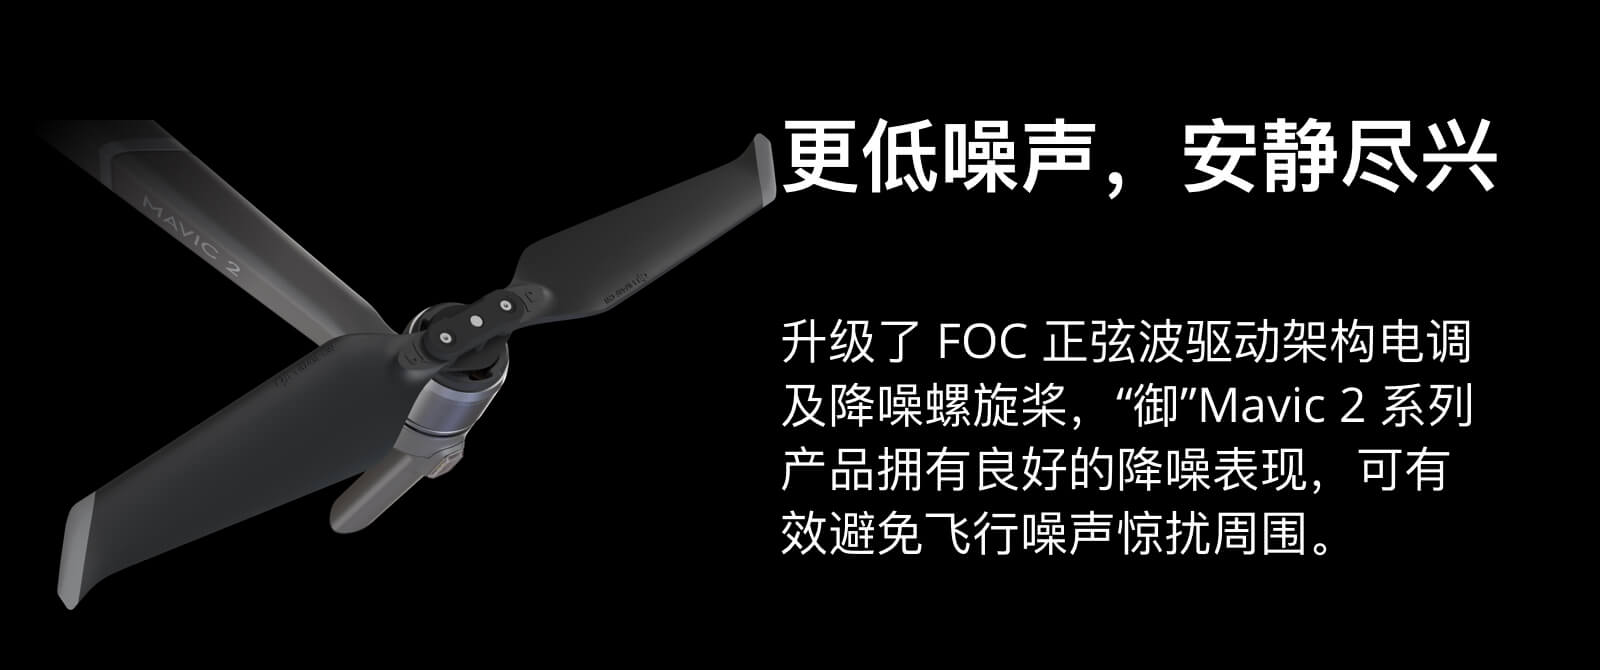 更低噪声，安静尽兴
升级了 FOC 正弦波驱动架构电调
及降噪螺旋桨，“御”Mavic 2 系列
产品拥有良好的降噪表现，可有
效避免飞行噪声惊扰周围。
MAVIC 2